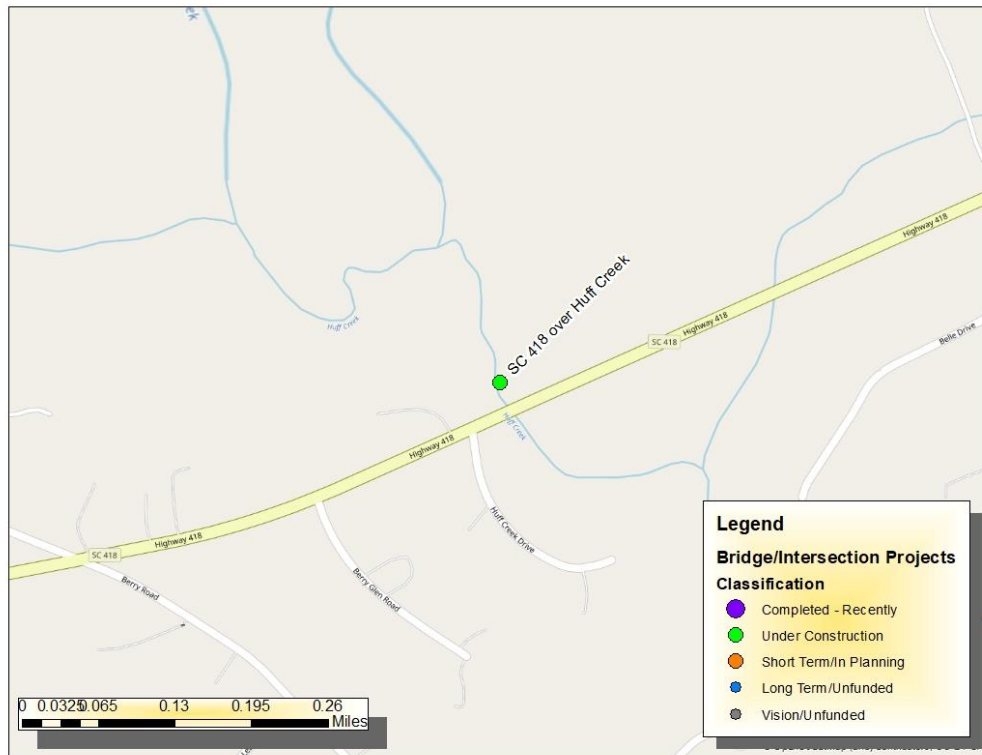 ek
Huff Creek
SC 418 over Huff Creek
Highway 418
Highway 418
SC 418
Belle Drive
Huff Creek
Highway 418
Huff Creek Drive
Highway 418
SC 418
Berry Road
Berry Glen Road
Legend
Bridge/Intersection Projects
Classification
Completed - Recently
Under Construction
Short Term/In Planning
Long Term/Unfunded
Vision/Unfunded
0 0.0325 0.065 0.13 0.195 0.26
Miles